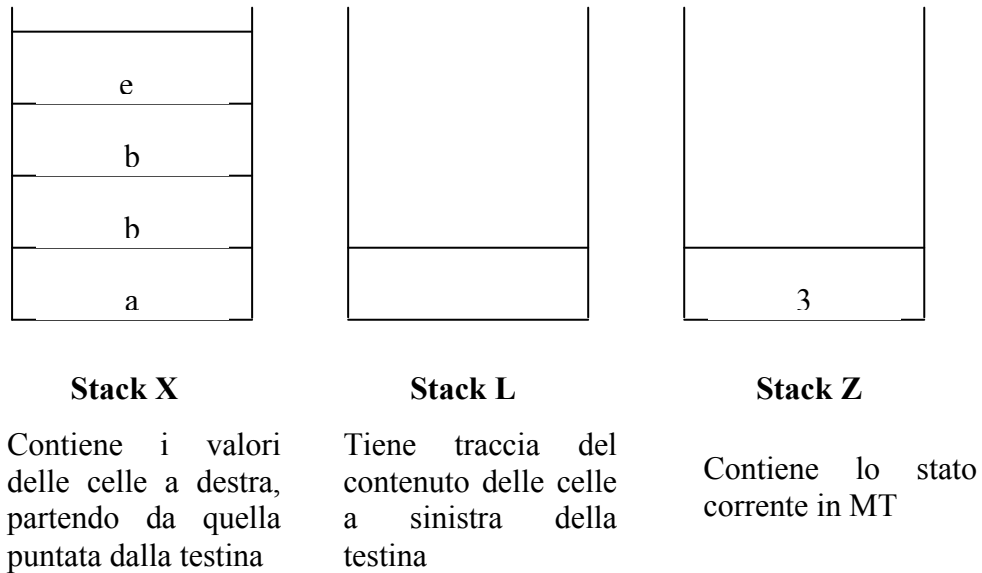 e
b
b
a
3
Stack X
Stack L
Stack Z
Contiene i valori
delle celle a destra,
partendo da quella
puntata dalla testina
Tiene traccia del
contenuto delle celle
a sinistra della
testina
Contiene lo stato
corrente in MT